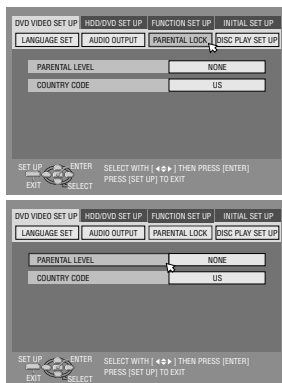 DVD VIDEO SET UP HDD/DVD SET UP FUNCTION SET UP INITIAL SET UP
LANGUAGE SET AUDIO OUTPUT PARENTAL LOCK DISC PLAY SET UP
PARENTAL LEVEL NONE
COUNTRY CODE US
SET UP ENTER SELECT WITH [ ] THEN PRESS [ENTER]
EXIT SELECT PRESS [SET UP] TO EXIT
DVD VIDEO SET UP HDD/DVD SET UP FUNCTION SET UP INITIAL SET UP
LANGUAGE SET AUDIO OUTPUT PARENTAL LOCK DISC PLAY SET UP
PARENTAL LEVEL NONE
COUNTRY CODE US
SET UP ENTER SELECT WITH [ ] THEN PRESS [ENTER]
EXIT SELECT PRESS [SET UP] TO EXIT